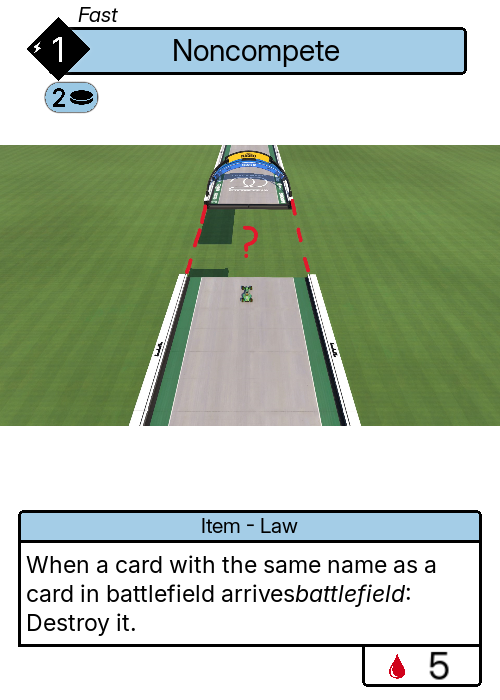 Fast
1
Noncompete
2
?
Item - Law
When a card with the same name as a
card in battlefield arrivesbattlefield:
Destroy it.
5